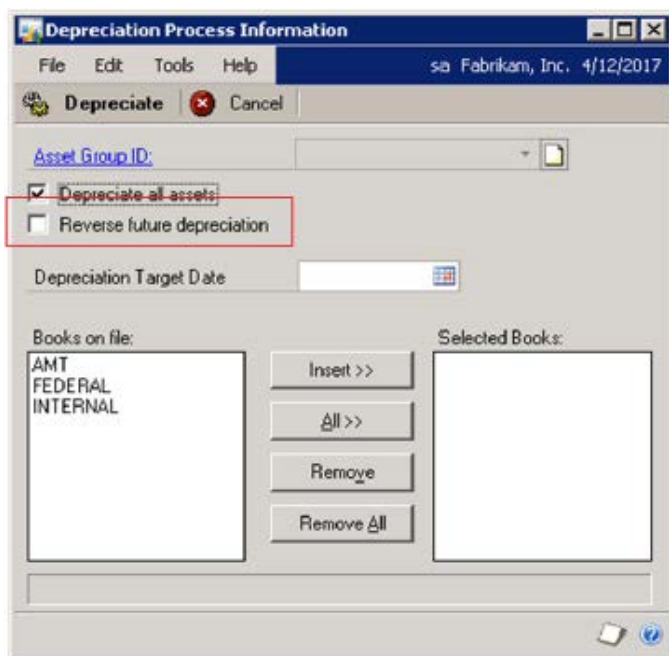 Depreciation Process Information
File Edit Tools Help sa Fabrikam, Inc. 4/12/2017
Depreciate Cancel
Asset Group ID:
Depreciate all assets
Reverse future depreciation
Depreciation Target Date
Books on file: Selected Books:
AMT
FEDERAL
INTERNAL
Insert >>
All >>
Remove
Remove All